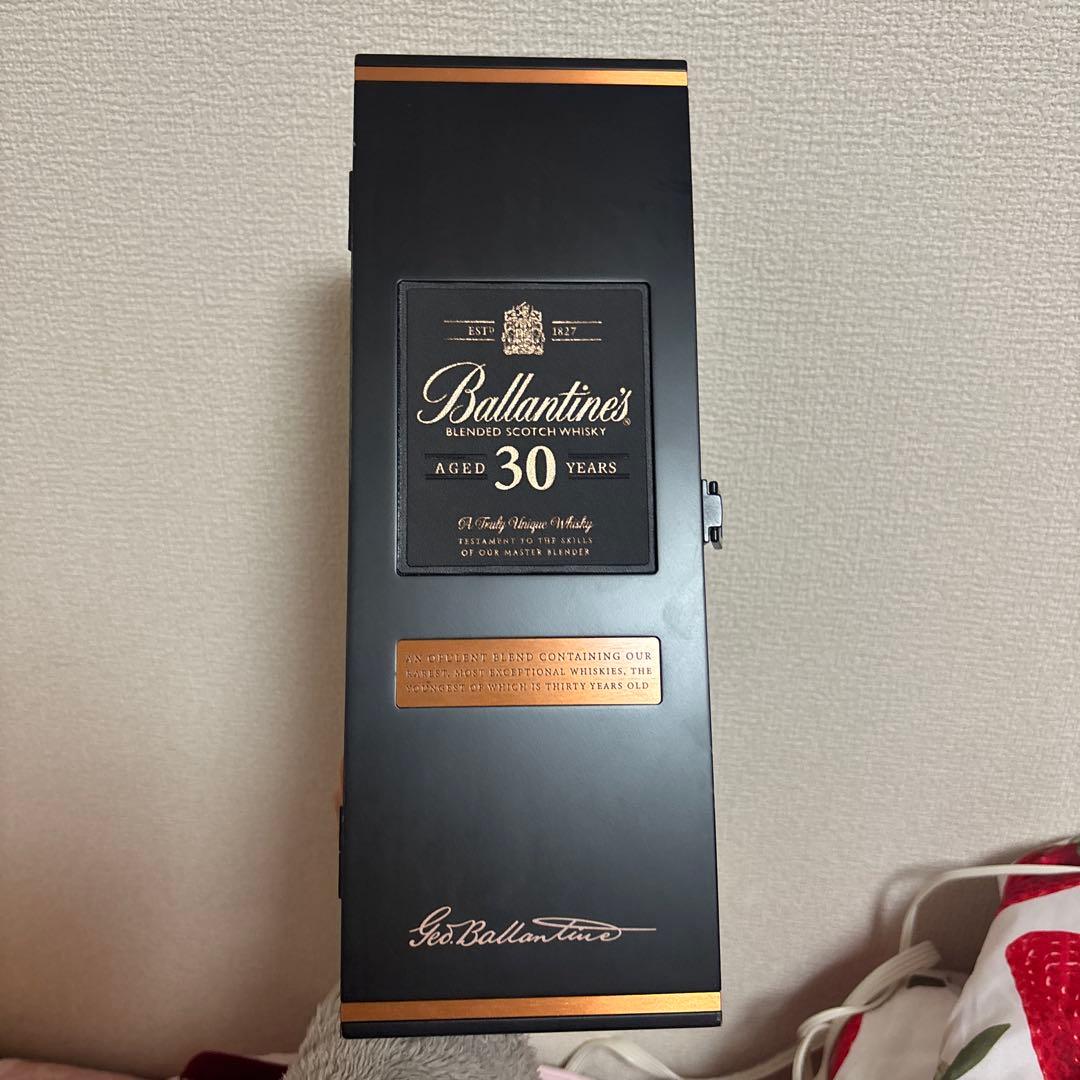 ESTD 1827
Ballantine's®
BLENDED SCOTCH WHISKY
AGED 30 YEARS
A Truly Unique Whisky
TESTAMENT TO THE SKILLS
OF OUR MASTER BLENDER
AN OPULENT BLEND CONTAINING OUR
RAREST, MOST EXCEPTIONAL WHISKIES, THE
YOUNGEST OF WHICH IS THIRTY YEARS OLD
Geo. Ballantine